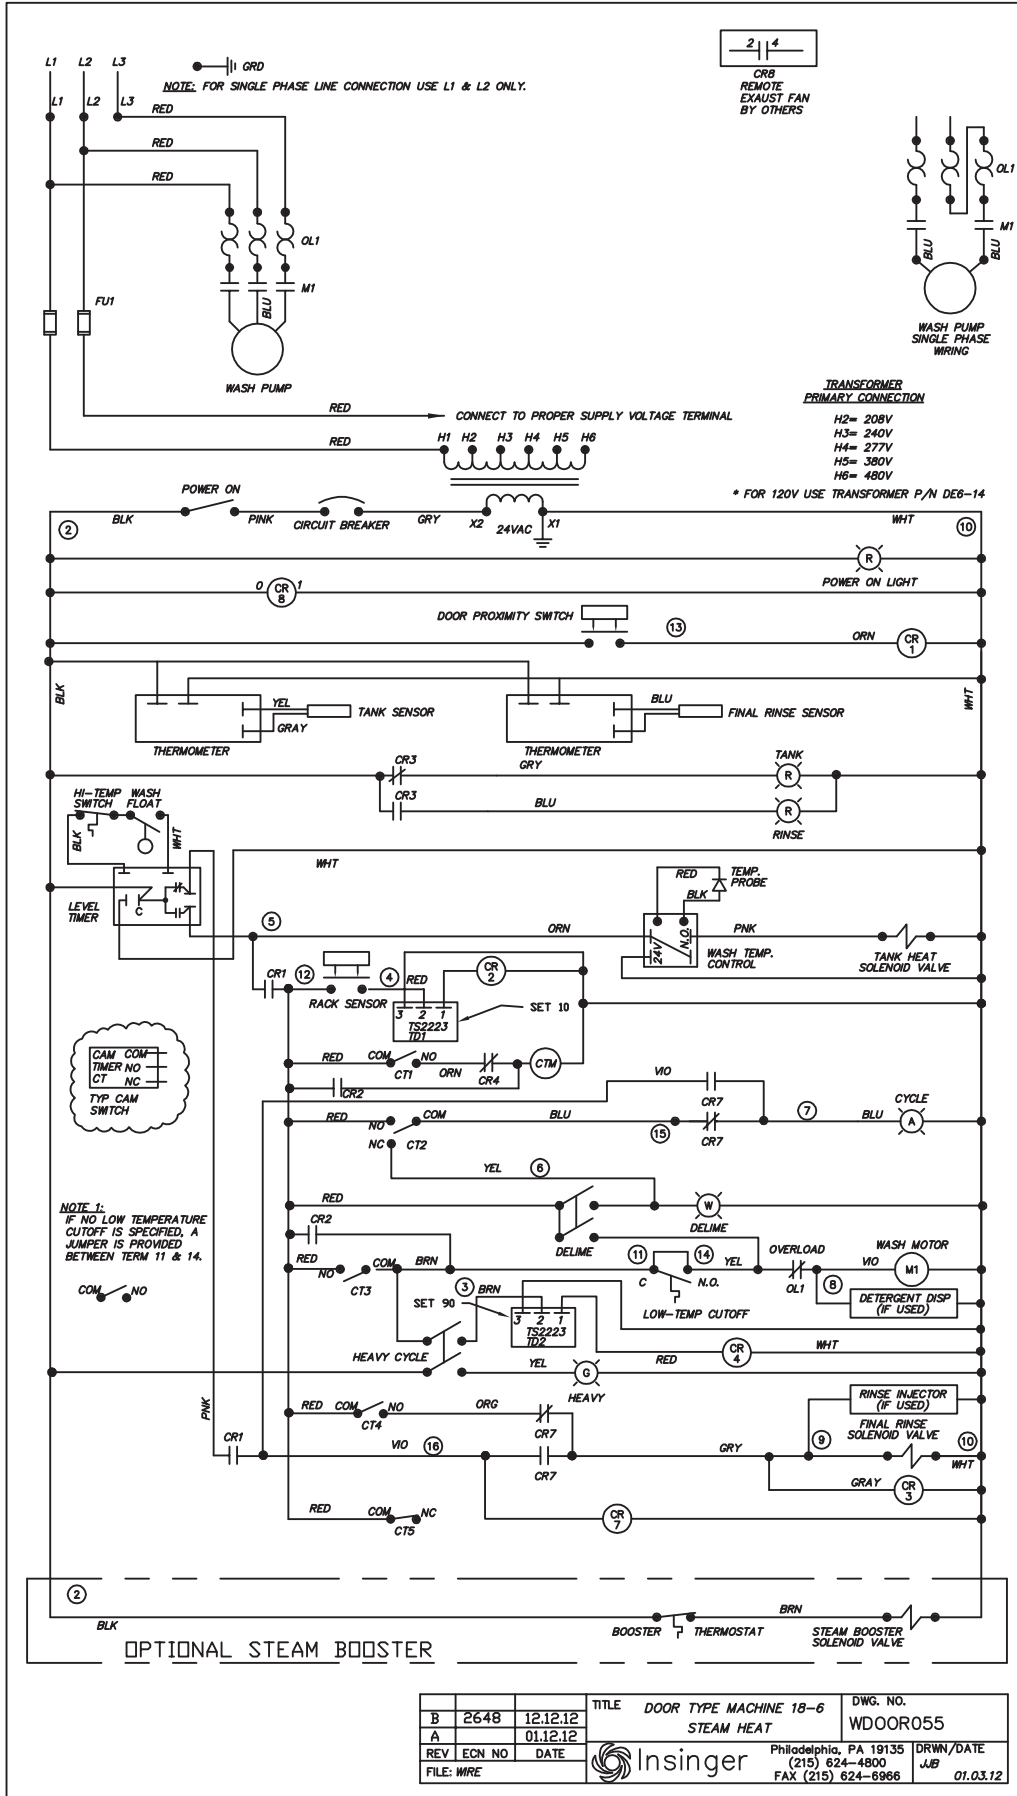 L1 L2 L3
GRD
NOTE: FOR SINGLE PHASE LINE CONNECTION USE L1 & L2 ONLY.
L1 L2 L3
RED
RED
RED
2 4
CR8
REMOTE
EXAUST FAN
BY OTHERS
OL1
M1
BLU
FU1
WASH PUMP
OL1
M1
BLU BLU
WASH PUMP
SINGLE PHASE
WIRING
RED
CONNECT TO PROPER SUPPLY VOLTAGE TERMINAL
RED
H1 H2 H3 H4 H5 H6
TRANSFORMER
PRIMARY CONNECTION
H2= 208V
H3= 240V
H4= 277V
H5= 380V
H6= 480V
* FOR 120V USE TRANSFORMER P/N DE6-14
POWER ON
2 BLK PINK CIRCUIT BREAKER GRY X2 24VAC X1 WHT 10
R
POWER ON LIGHT
0 CR 8 1
DOOR PROXIMITY SWITCH
13 ORN CR 1
BLK
WHT
YEL
GRAY
TANK SENSOR
THERMOMETER
BLU
FINAL RINSE SENSOR
THERMOMETER
GRY
CR3
TANK
R
CR3
BLU
R
RINSE
HI-TEMP SWITCH
WASH FLOAT
BLK
WHT
WHT
LEVEL TIMER
C
5
ORN
RED
BLK
TEMP. PROBE
24V
N.O.
WASH TEMP. CONTROL
PNK
TANK HEAT
SOLENOID VALVE
CR1 12
RACK SENSOR
4 RED
CR 2
3 2 1
TS2223
TD1
SET 10
CAM COM
TIMER NO
CT NC
TYP CAM
SWITCH
RED COM NO
CT1
ORN
CR4
CTM
CR2
VIO
CR7
RED NO COM
NC CT2
BLU
15
CR7
7
BLU
CYCLE
A
YEL 6
RED
DELIME
W
DELIME
NOTE 1:
IF NO LOW TEMPERATURE
CUTOFF IS SPECIFIED, A
JUMPER IS PROVIDED
BETWEEN TERM 11 & 14.
COM NO
CR2
RED
NO COM
CT3
BRN
11 14
C N.O.
LOW-TEMP CUTOFF
YEL
OVERLOAD
OL1
8
VIO
WASH MOTOR
M1
DETERGENT DISP
(IF USED)
3 BRN
SET 90
3 2 1
TS2223
TD2
HEAVY CYCLE
RED
CR 4
WHT
YEL
G
HEAVY
PNK
RED COM NO
CT4
ORG
CR7
RINSE INJECTOR
(IF USED)
FINAL RINSE
SOLENOID VALVE
CR1
VIO 16
CR7
GRY
9
10
WHT
GRAY
CR 3
RED COM NC
CT5
CR 7
2
BLK
BOOSTER THERMOSTAT
BRN
STEAM BOOSTER
SOLENOID VALVE
OPTIONAL STEAM BOOSTER
B 2648 12.12.12
A 01.12.12
REV ECN NO DATE
FILE: WIRE
TITLE DOOR TYPE MACHINE 18-6
STEAM HEAT
DWG. NO.
WDOOR055
Insinger
Philadelphia, PA 19135
(215) 624-4800
FAX (215) 624-6966
DRWN/DATE
JJB
01.03.12